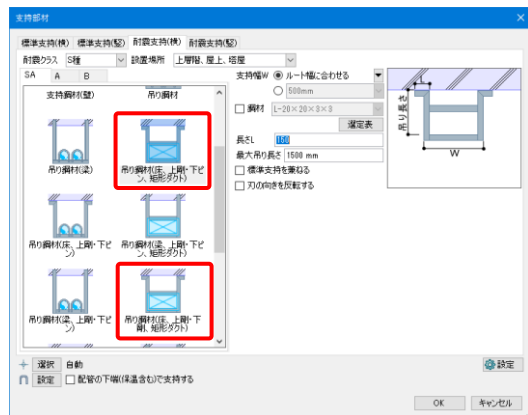 支持部材
標準支持(横) 標準支持(竪) 耐震支持(横) 耐震支持(竪)
耐震クラス S種 設置場所 上層階、屋上、塔屋
SA A B
支持鋼材(壁) 吊り鋼材
吊り鋼材(梁) 吊り鋼材(床、上剛・下ピン、矩形ダクト)
吊り鋼材(床、上剛・下ピン) 吊り鋼材(梁、上剛・下ピン、矩形ダクト)
吊り鋼材(梁、上剛・下ピン) 吊り鋼材(床、上剛・下剛、矩形ダクト)
支持幅W ルート幅に合わせる
500mm
鋼材 L-20×20×3×3
選定表
長さL 150
最大吊り長さ 1500 mm
標準支持を兼ねる
刃の向きを反転する
L
吊り長さ
W
選択 自動
設定 配管の下端(保温含む)で支持する
設定
OK キャンセル